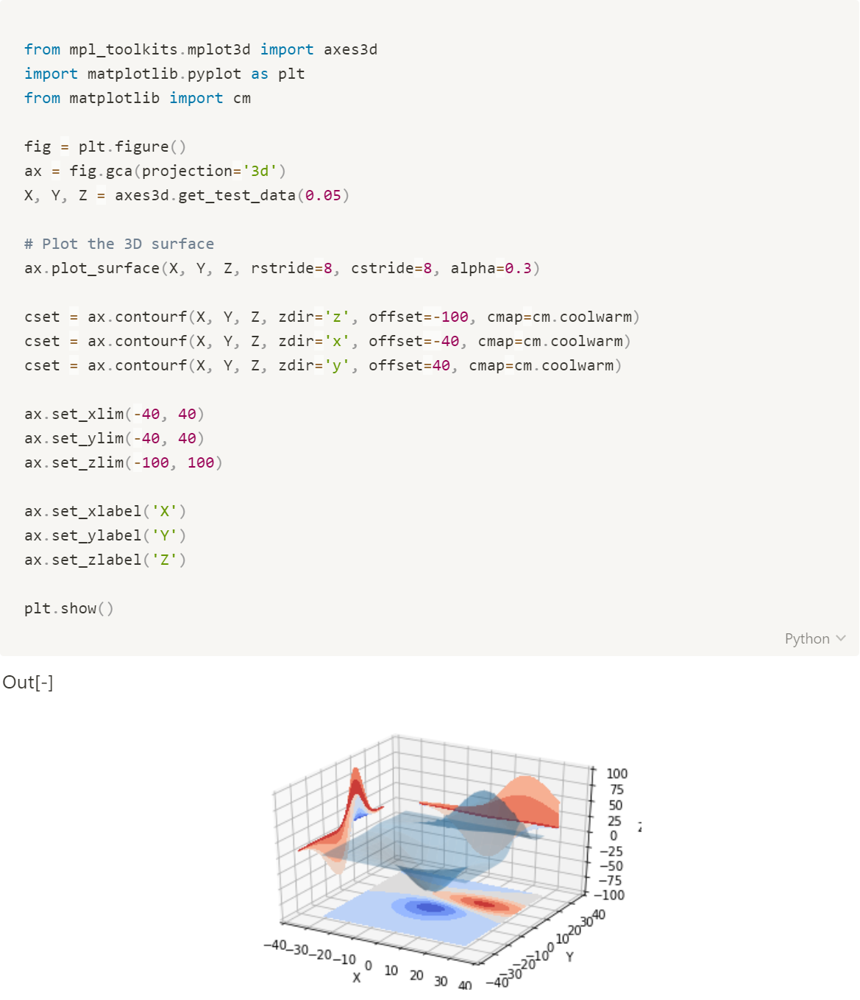 from mpl_toolkits.mplot3d import axes3d
import matplotlib.pyplot as plt
from matplotlib import cm
fig = plt.figure()
ax = fig.gca(projection='3d')
X, Y, Z = axes3d.get_test_data(0.05)
# Plot the 3D surface
ax.plot_surface(X, Y, Z, rstride=8, cstride=8, alpha=0.3)
cset = ax.contourf(X, Y, Z, zdir='z', offset=-100, cmap=cm.coolwarm)
cset = ax.contourf(X, Y, Z, zdir='x', offset=-40, cmap=cm.coolwarm)
cset = ax.contourf(X, Y, Z, zdir='y', offset=40, cmap=cm.coolwarm)
ax.set_xlim(-40, 40)
ax.set_ylim(-40, 40)
ax.set_zlim(-100, 100)
ax.set_xlabel('X')
ax.set_ylabel('Y')
ax.set_zlabel('Z')
plt.show()
Python
Out[-]
100
75
50
25
Z
0
−25
−50
−75
−100
−40 −30 −20 −10 0 10 20 30 40
X
−40 −30 −20 −10 0 10 20 30 40
Y